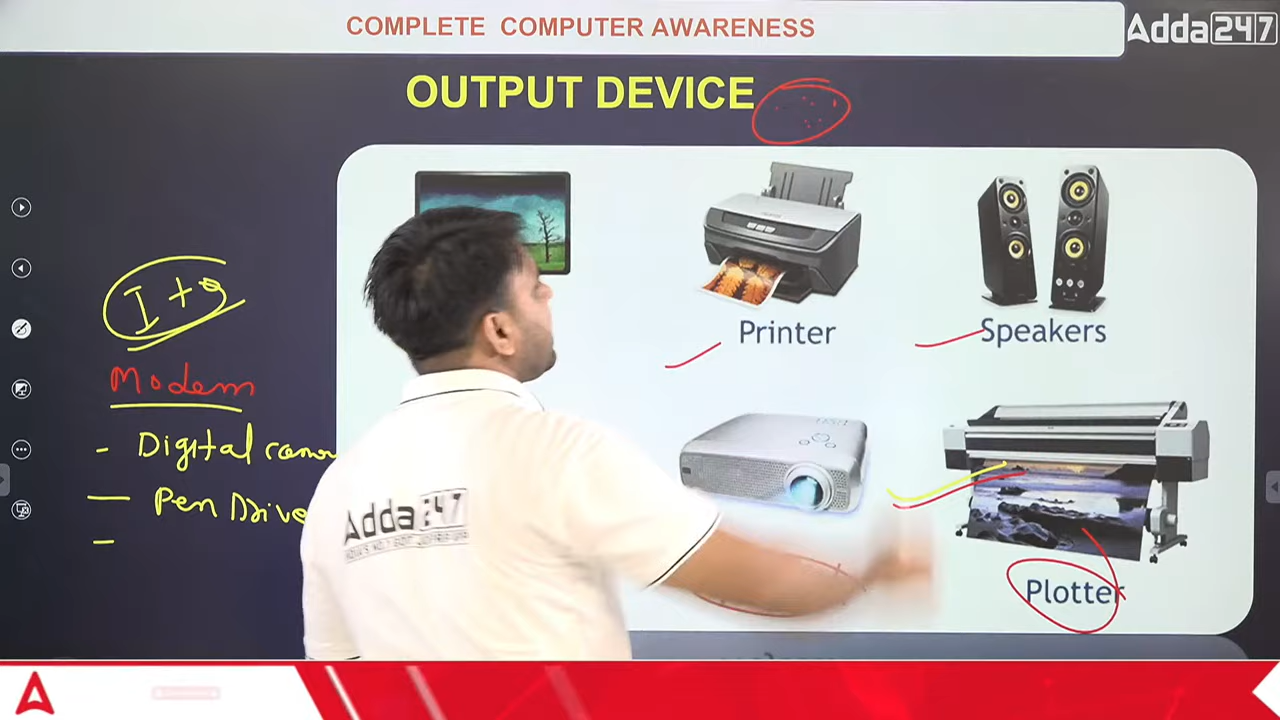 COMPLETE COMPUTER AWARENESS
Adda247
OUTPUT DEVICE
Printer
Speakers
I +
Modem
- Digital
Pen Drive
Adda247
Plotter